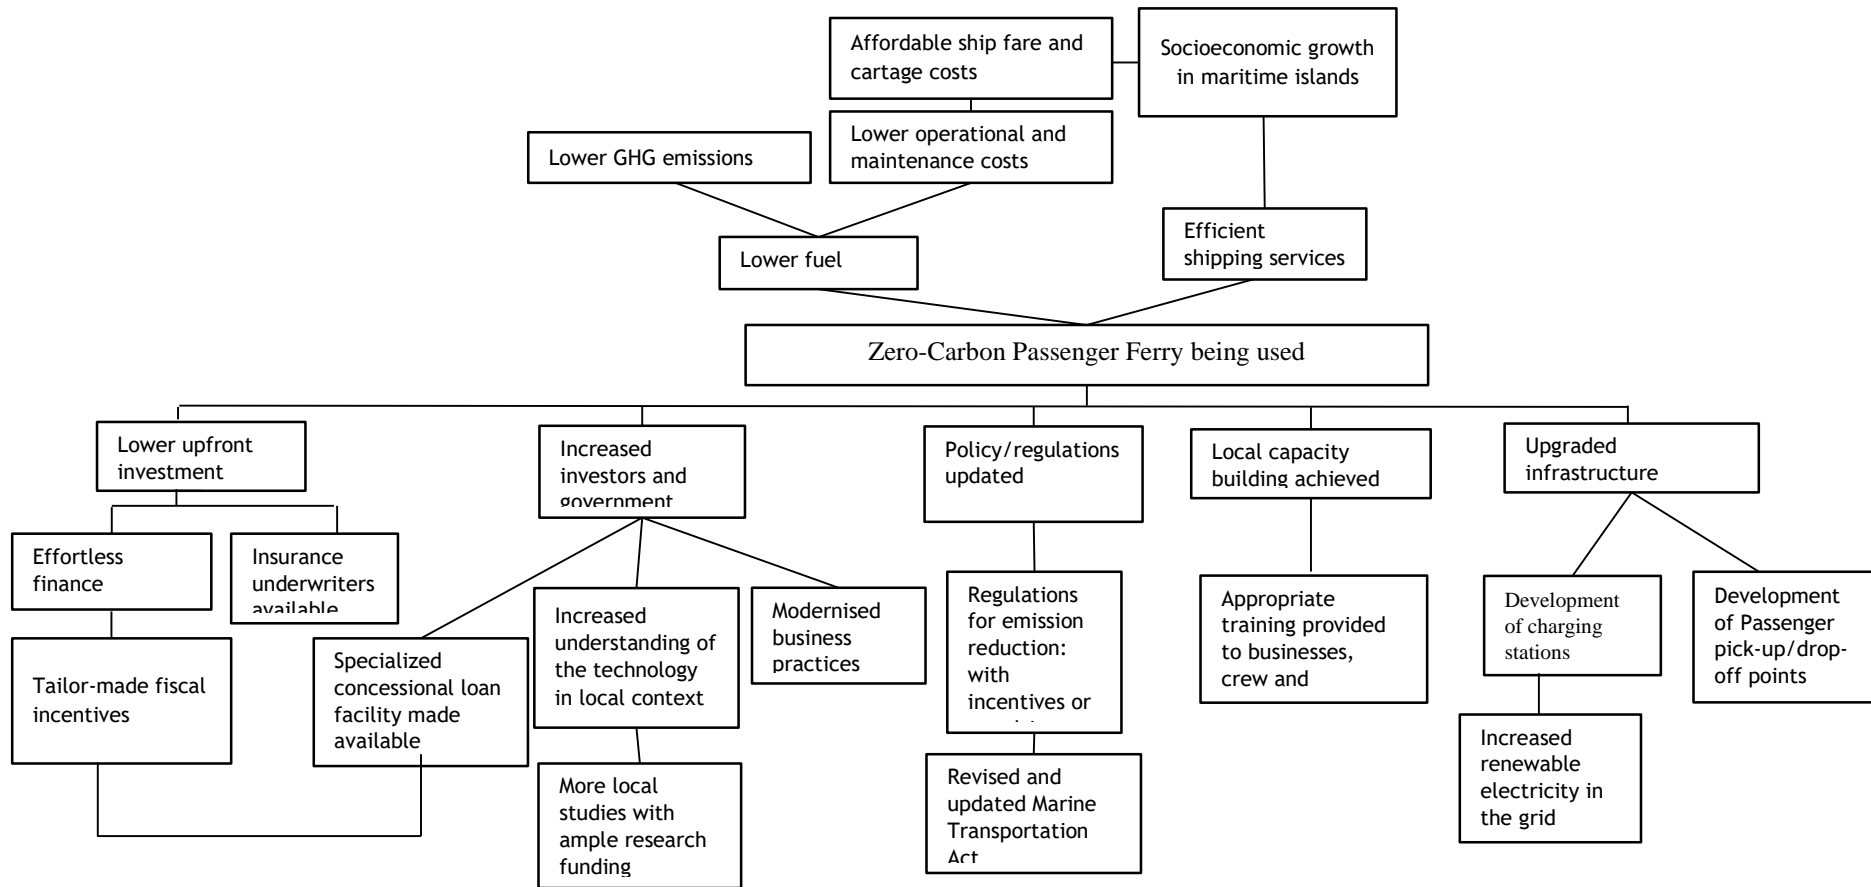 Affordable ship fare and
cartage costs
Socioeconomic growth
in maritime islands
Lower GHG emissions
Lower operational and
maintenance costs
Lower fuel
Efficient
shipping services
Zero-Carbon Passenger Ferry being used
Lower upfront
investment
Increased
investors and
government
Policy/regulations
updated
Local capacity
building achieved
Upgraded
infrastructure
Effortless
finance
Insurance
underwriters
available
Tailor-made fiscal
incentives
Specialized
concessional loan
facility made
available
Increased
understanding of
the technology
in local context
Modernised
business
practices
More local
studies with
ample research
funding
Regulations
for emission
reduction:
with
incentives or
Revised and
updated Marine
Transportation
Act
Appropriate
training provided
to businesses,
crew and
Development
of charging
stations
Development
of Passenger
pick-up/drop-
off points
Increased
renewable
electricity in
the grid